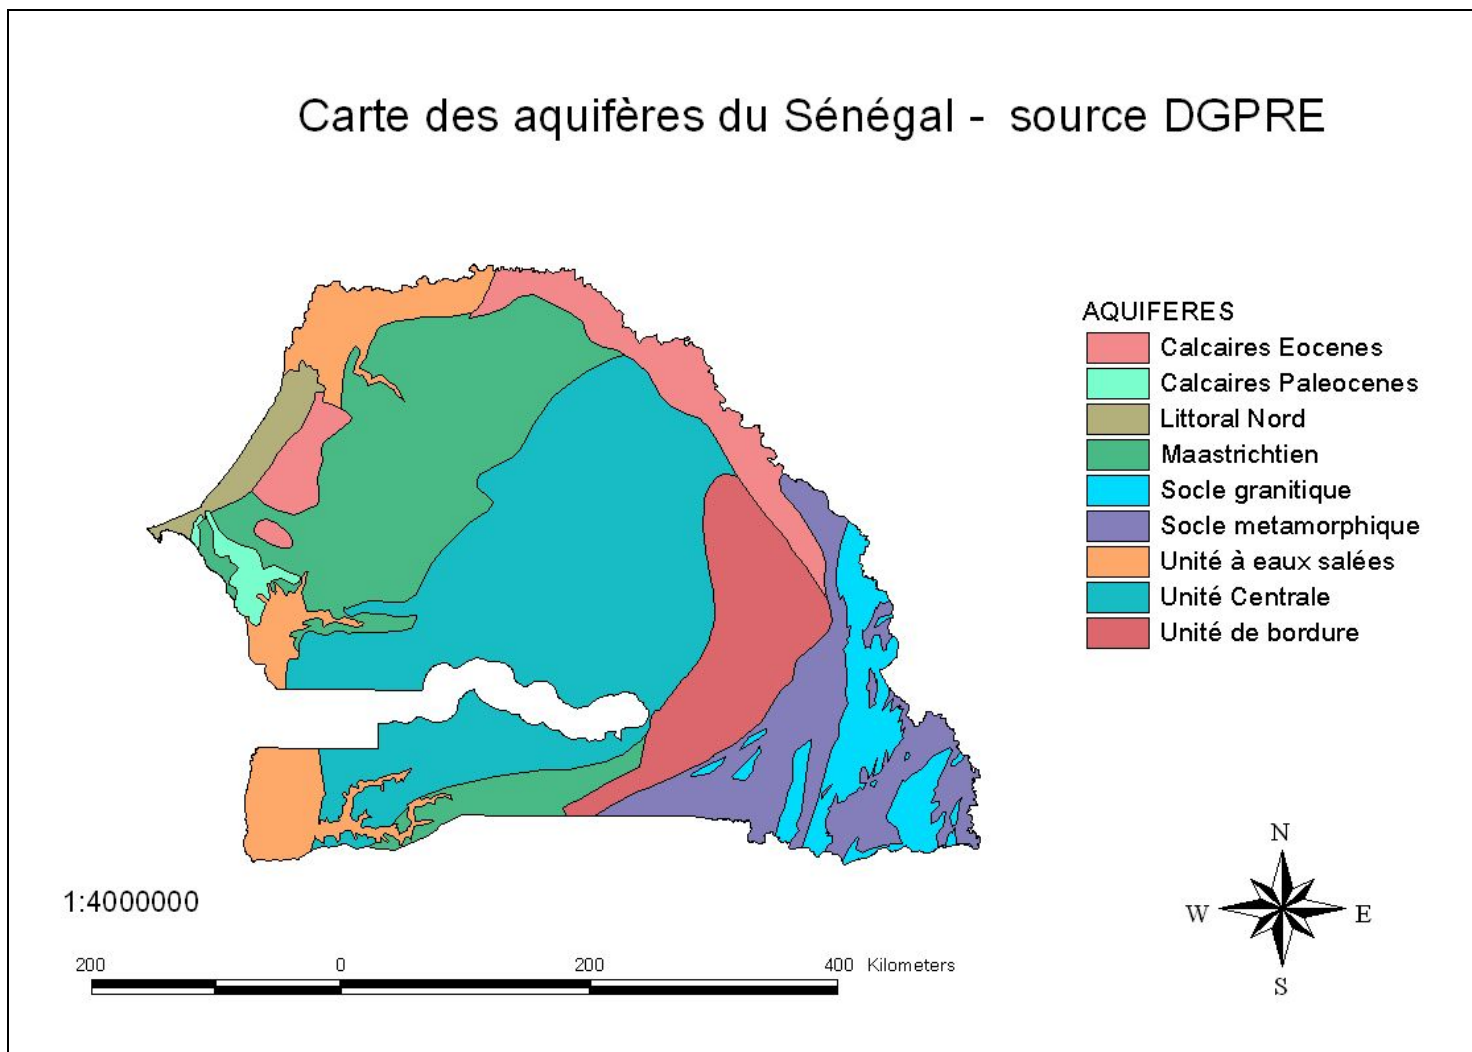 Carte des aquifères du Sénégal - source DGPRE
AQUIFERES
Calcaires Eocenes
Calcaires Paleocenes
Littoral Nord
Maastrichtien
Socle granitique
Socle metamorphique
Unité à eaux salées
Unité Centrale
Unité de bordure
1:4000000
200 0 200 400 Kilometers
N
W E
S